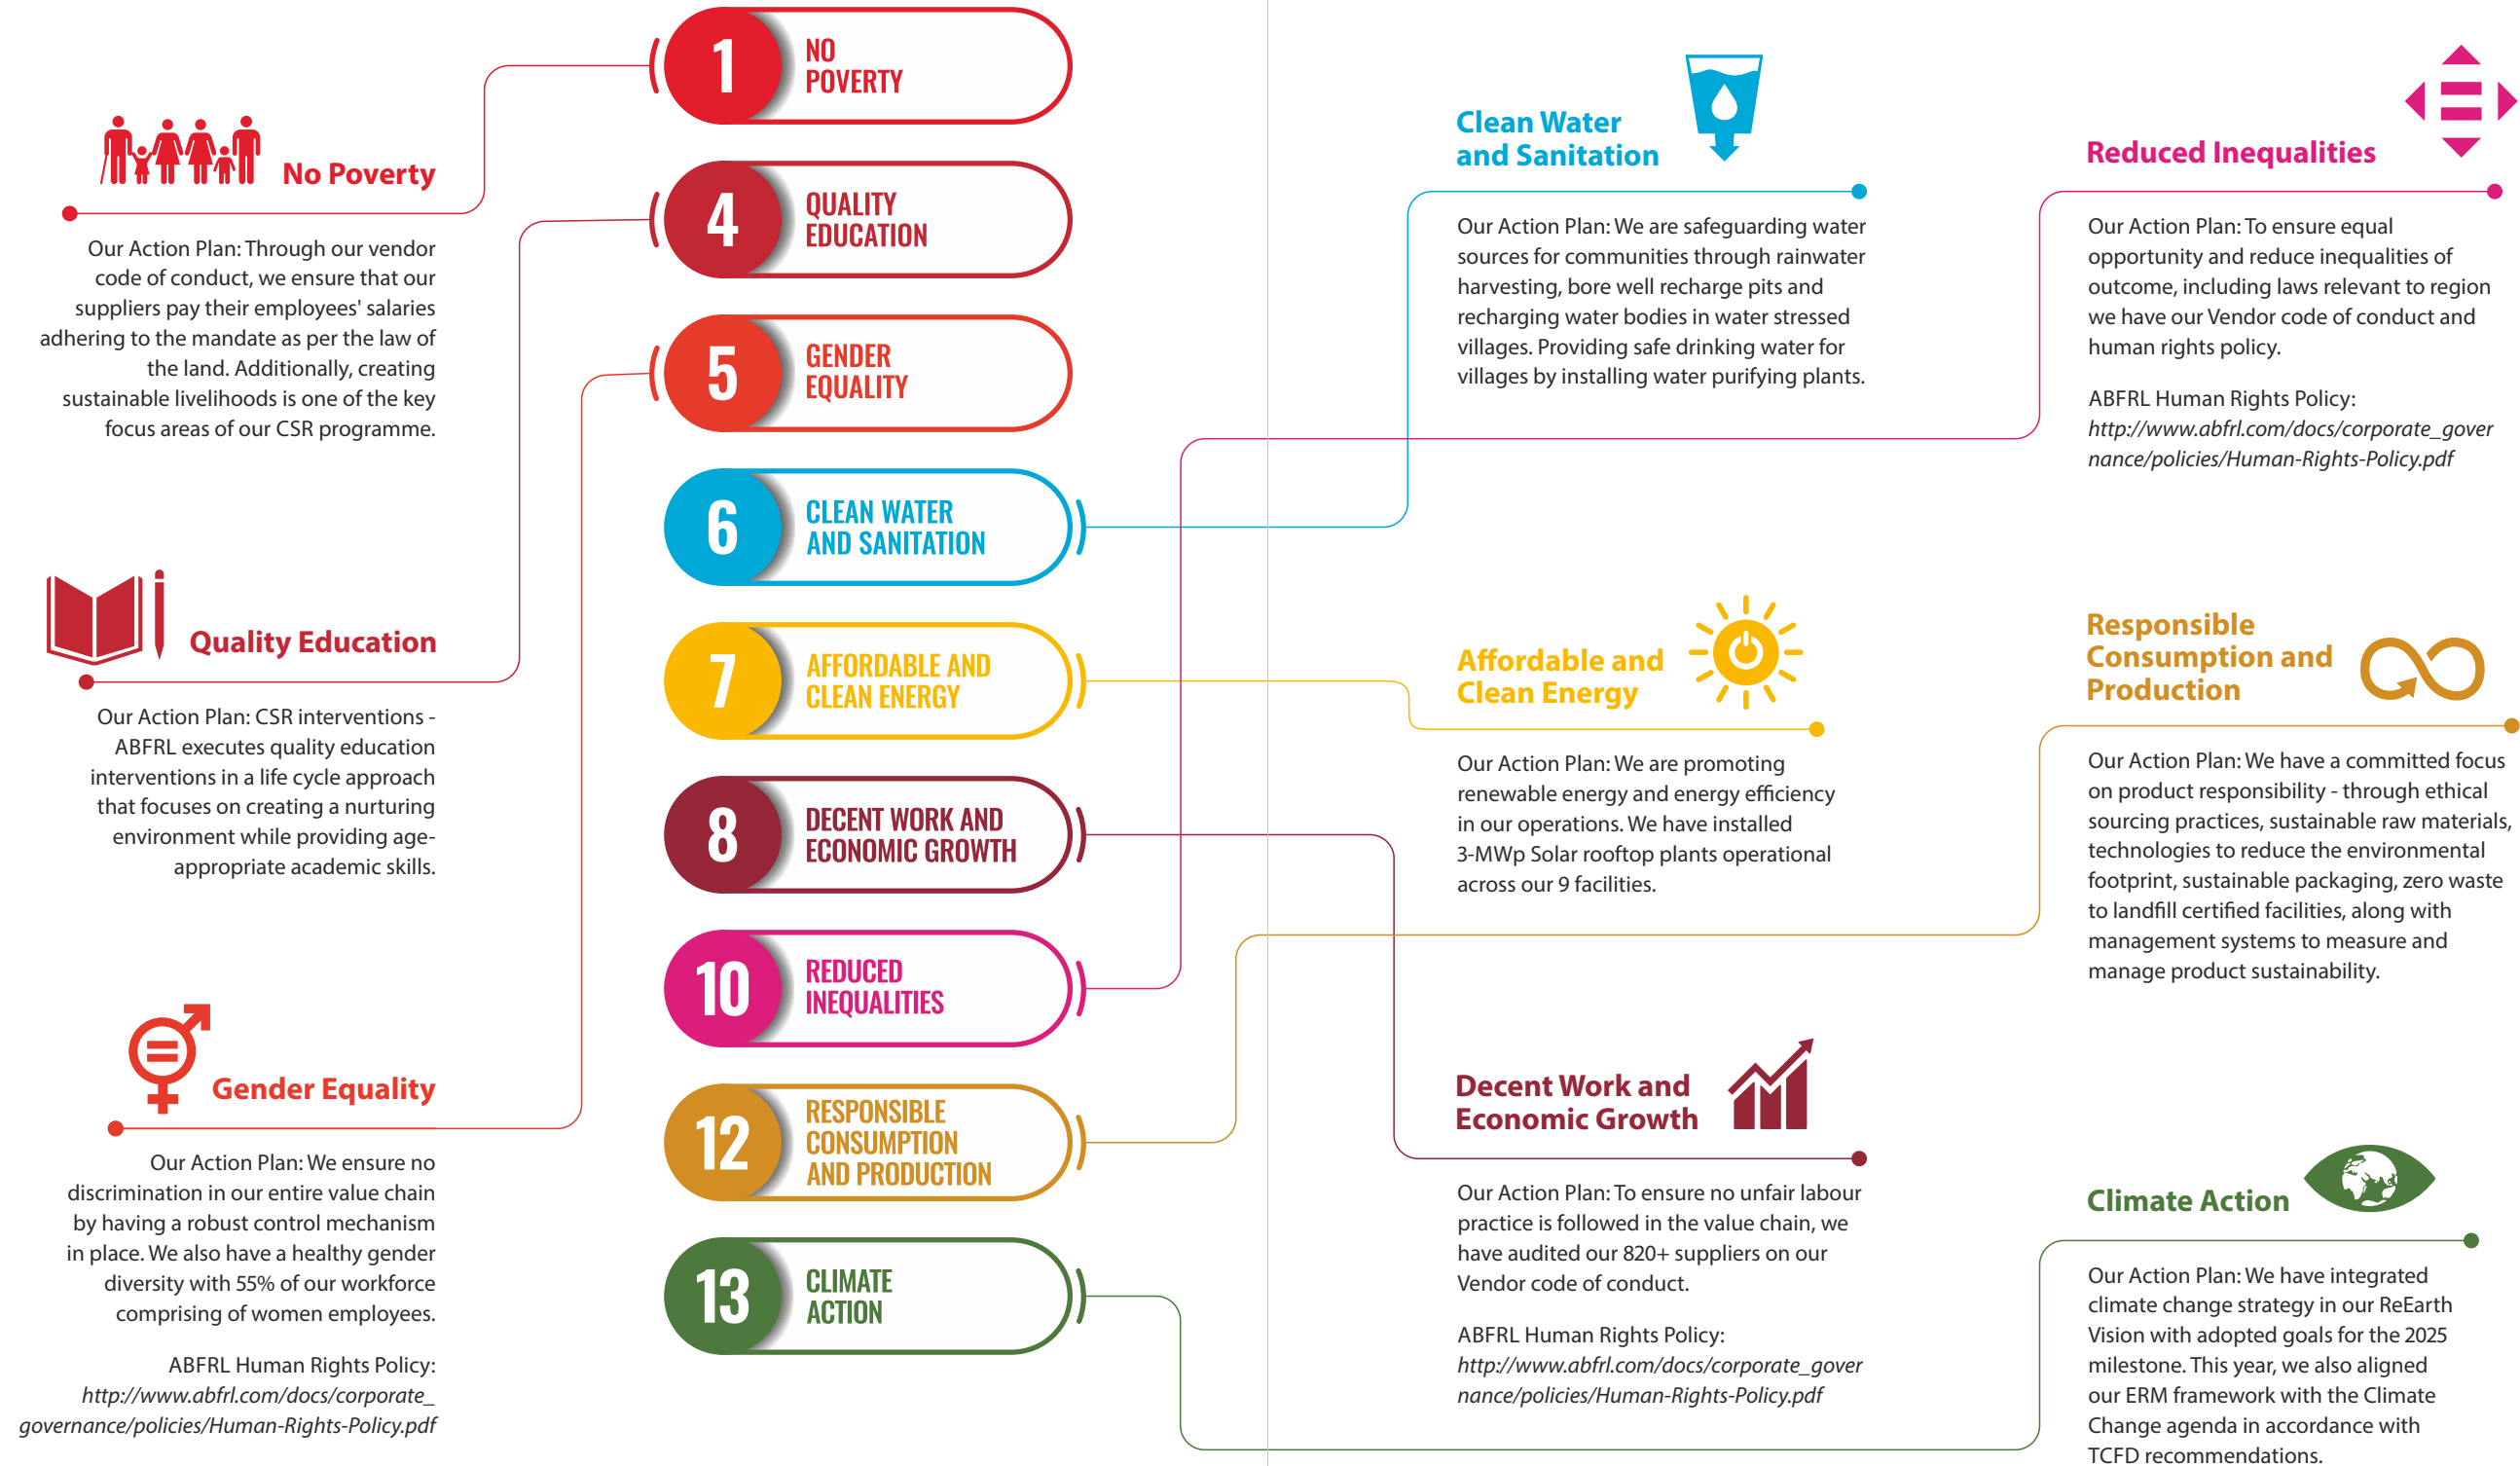 No Poverty
Our Action Plan: Through our vendor
code of conduct, we ensure that our
suppliers pay their employees' salaries
adhering to the mandate as per the law of
the land. Additionally, creating
sustainable livelihoods is one of the key
focus areas of our CSR programme.
Quality Education
Our Action Plan: CSR interventions -
ABFRL executes quality education
interventions in a life cycle approach
that focuses on creating a nurturing
environment while providing age-
appropriate academic skills.
Gender Equality
Our Action Plan: We ensure no
discrimination in our entire value chain
by having a robust control mechanism
in place. We also have a healthy gender
diversity with 55% of our workforce
comprising of women employees.
ABFRL Human Rights Policy:
http://www.abfrl.com/docs/corporate_
governance/policies/Human-Rights-Policy.pdf
1
NO
POVERTY
4
QUALITY
EDUCATION
5
GENDER
EQUALITY
6
CLEAN WATER
AND SANITATION
7
AFFORDABLE AND
CLEAN ENERGY
8
DECENT WORK AND
ECONOMIC GROWTH
10
REDUCED
INEQUALITIES
12
RESPONSIBLE
CONSUMPTION
AND PRODUCTION
13
CLIMATE
ACTION
Clean Water
and Sanitation
Our Action Plan: We are safeguarding water
sources for communities through rainwater
harvesting, bore well recharge pits and
recharging water bodies in water stressed
villages. Providing safe drinking water for
villages by installing water purifying plants.
Affordable and
Clean Energy
Our Action Plan: We are promoting
renewable energy and energy efficiency
in our operations. We have installed
3-MWp Solar rooftop plants operational
across our 9 facilities.
Decent Work and
Economic Growth
Our Action Plan: To ensure no unfair labour
practice is followed in the value chain, we
have audited our 820+ suppliers on our
Vendor code of conduct.
ABFRL Human Rights Policy:
http://www.abfrl.com/docs/corporate_gover
nance/policies/Human-Rights-Policy.pdf
Reduced Inequalities
Our Action Plan: To ensure equal
opportunity and reduce inequalities of
outcome, including laws relevant to region
we have our Vendor code of conduct and
human rights policy.
ABFRL Human Rights Policy:
http://www.abfrl.com/docs/corporate_gover
nance/policies/Human-Rights-Policy.pdf
Responsible
Consumption and
Production
Our Action Plan: We have a committed focus
on product responsibility - through ethical
sourcing practices, sustainable raw materials,
technologies to reduce the environmental
footprint, sustainable packaging, zero waste
to landfill certified facilities, along with
management systems to measure and
manage product sustainability.
Climate Action
Our Action Plan: We have integrated
climate change strategy in our ReEarth
Vision with adopted goals for the 2025
milestone. This year, we also aligned
our ERM framework with the Climate
Change agenda in accordance with
TCFD recommendations.